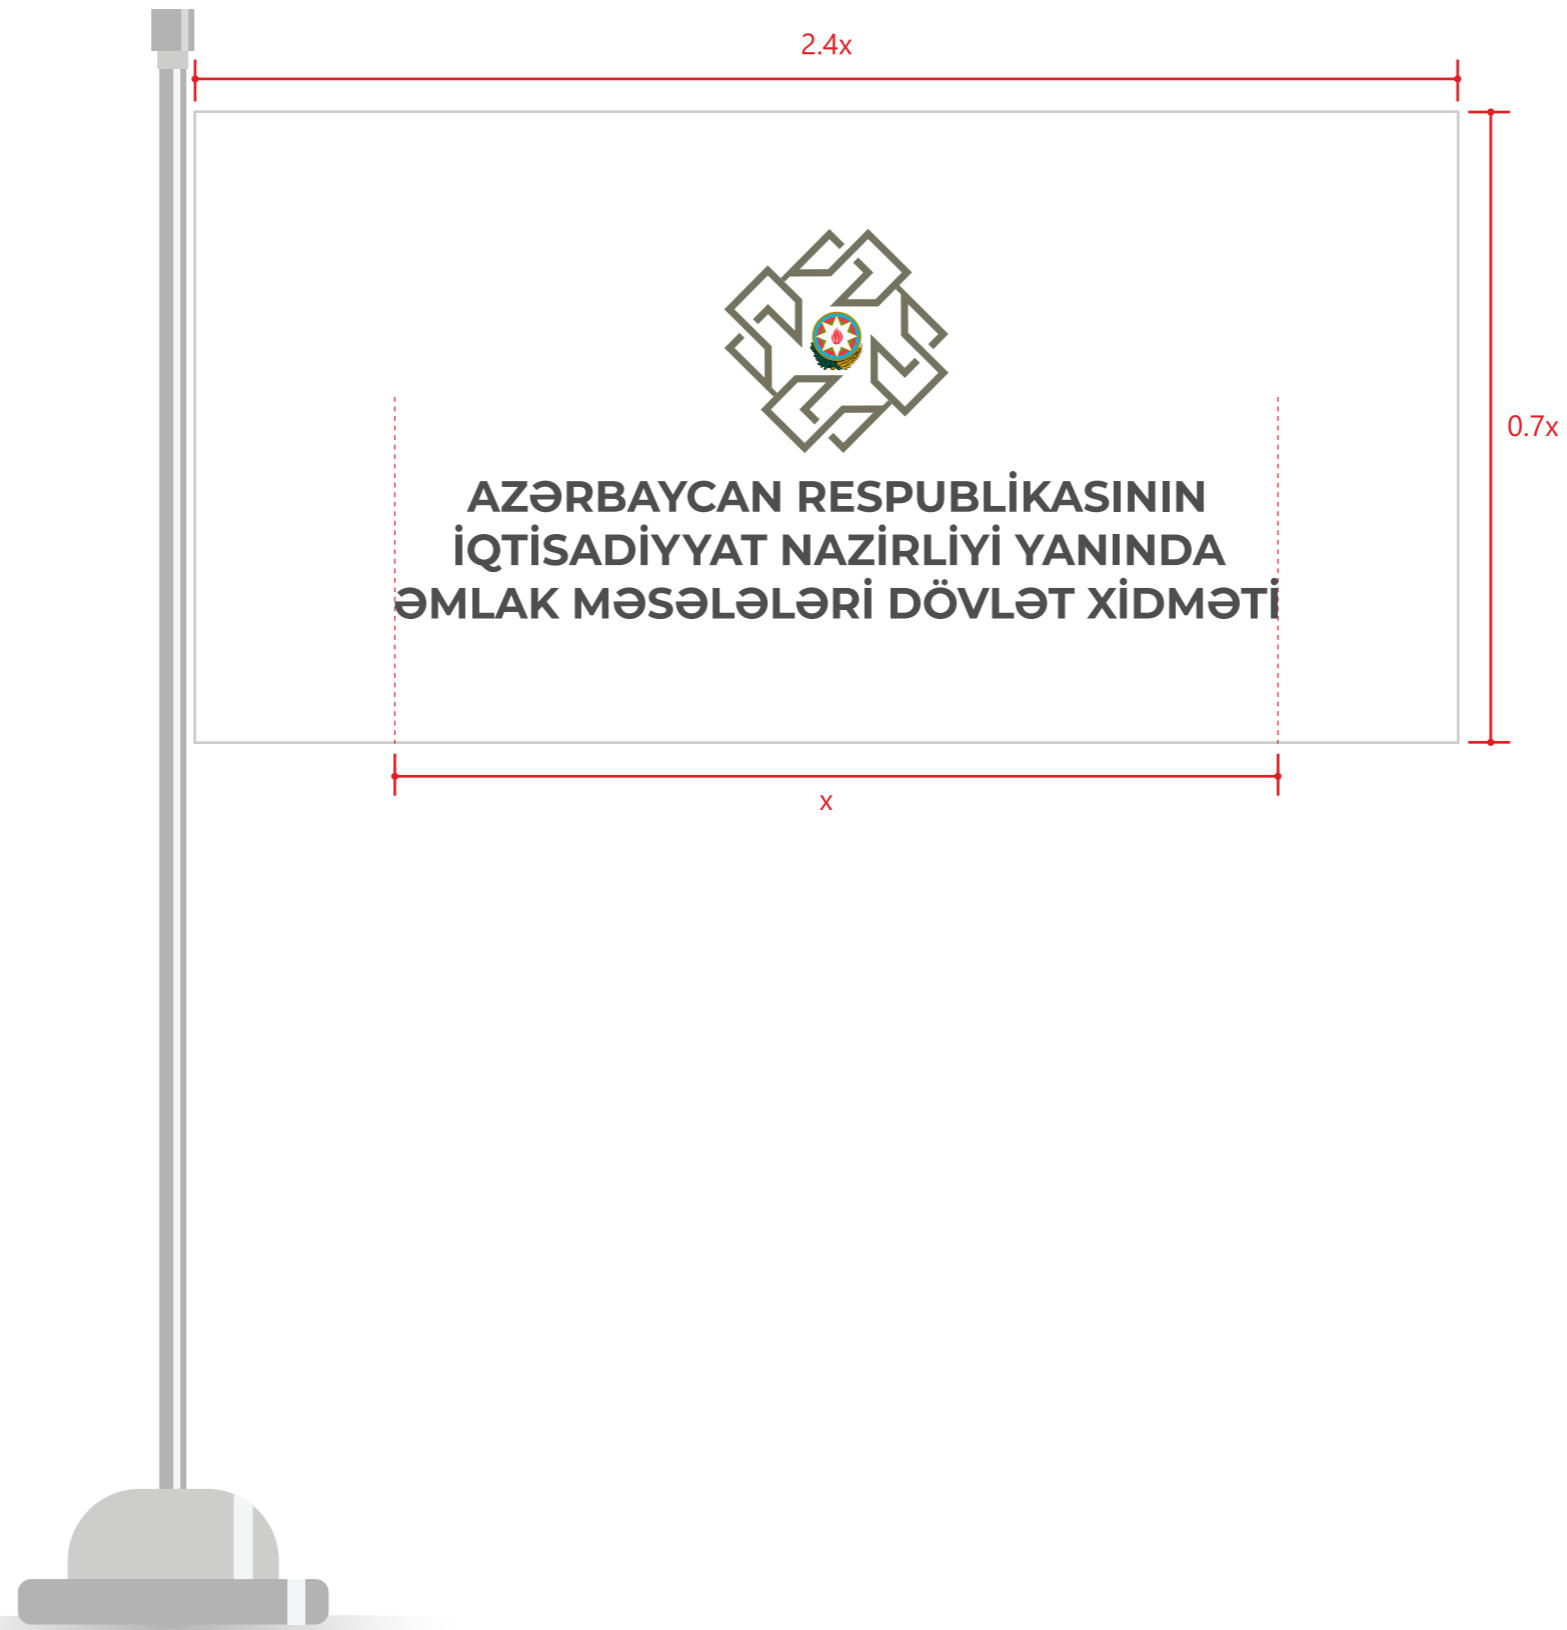 2.4x
AZƏRBAYCAN RESPUBLİKASININ
İQTİSADİYYAT NAZİRLİYİ YANINDA
ƏMLAK MƏSƏLƏLƏRİ DÖVLƏT XİDMƏTİ
0.7x
x